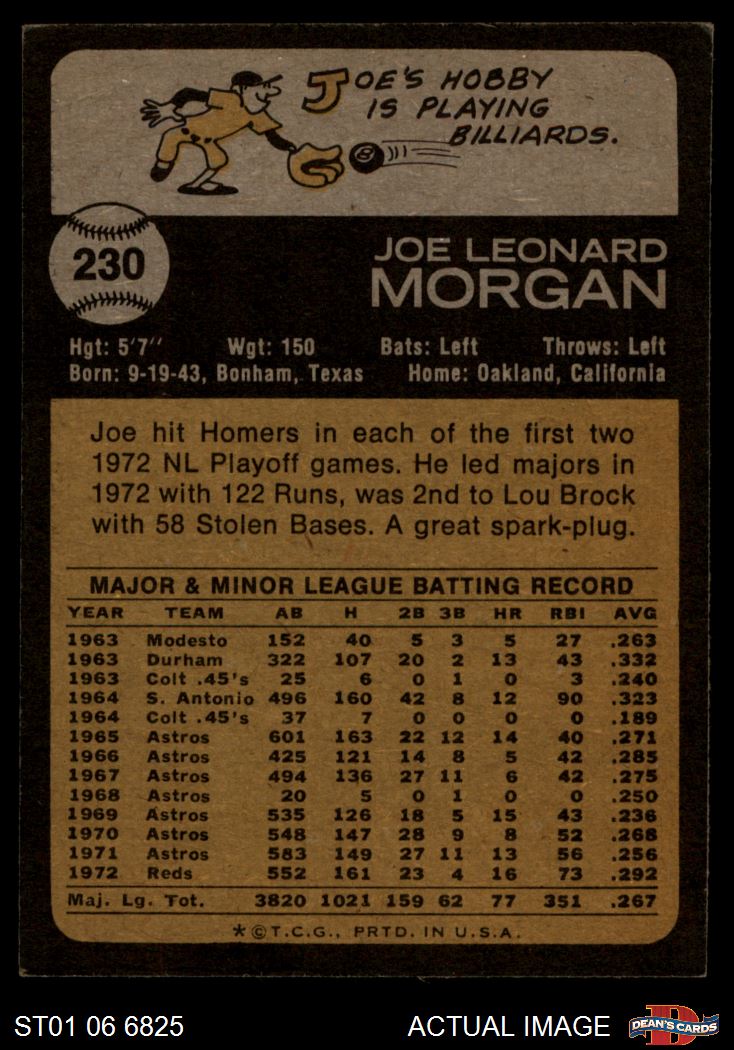 JOE'S HOBBY
IS PLAYING
BILLIARDS.
8
230
JOE LEONARD
MORGAN
Hgt: 5'7" Wgt: 150 Bats: Left Throws: Left
Born: 9-19-43, Bonham, Texas Home: Oakland, California
Joe hit Homers in each of the first two
1972 NL Playoff games. He led majors in
1972 with 122 Runs, was 2nd to Lou Brock
with 58 Stolen Bases. A great spark-plug.
MAJOR & MINOR LEAGUE BATTING RECORD
YEAR TEAM AB H 2B 3B HR RBI AVG
1963 Modesto 152 40 5 3 5 27 .263
1963 Durham 322 107 20 2 13 43 .332
1963 Colt .45's 25 6 0 1 0 3 .240
1964 S. Antonio 496 160 42 8 12 90 .323
1964 Colt .45's 37 7 0 0 0 0 .189
1965 Astros 601 163 22 12 14 40 .271
1966 Astros 425 121 14 8 5 42 .285
1967 Astros 494 136 27 11 6 42 .275
1968 Astros 20 5 0 1 0 0 .250
1969 Astros 535 126 18 5 15 43 .236
1970 Astros 548 147 28 9 8 52 .268
1971 Astros 583 149 27 11 13 56 .256
1972 Reds 552 161 23 4 16 73 .292
Maj. Lg. Tot. 3820 1021 159 62 77 351 .267
*©T.C.G., PRTD. IN U.S.A.
ST01 06 6825
ACTUAL IMAGE
D
DEAN'S CARDS